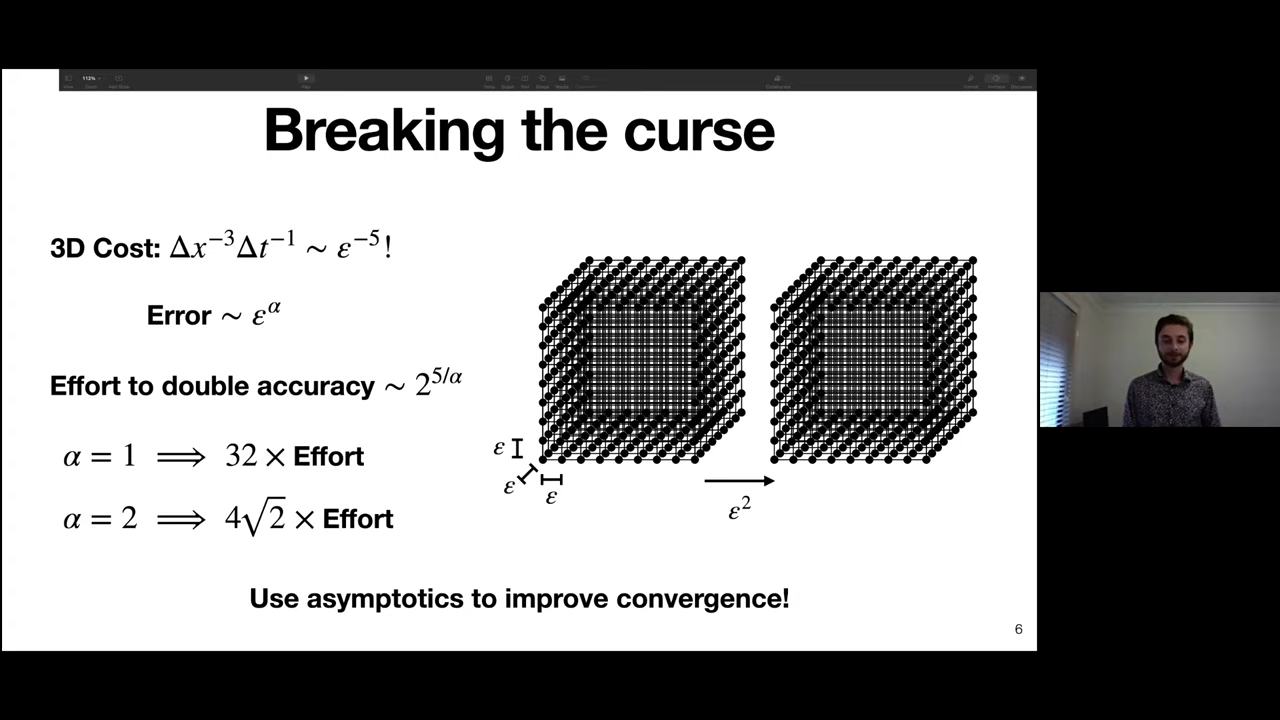 112%
Breaking the curse
3D Cost: Δx⁻³Δt⁻¹ ~ ε⁻⁵!
Error ~ ε^α
Effort to double accuracy ~ 2^{5/α}
α = 1 ⟹ 32 × Effort
α = 2 ⟹ 4√2 × Effort
ε
ε
ε
ε²
Use asymptotics to improve convergence!
6